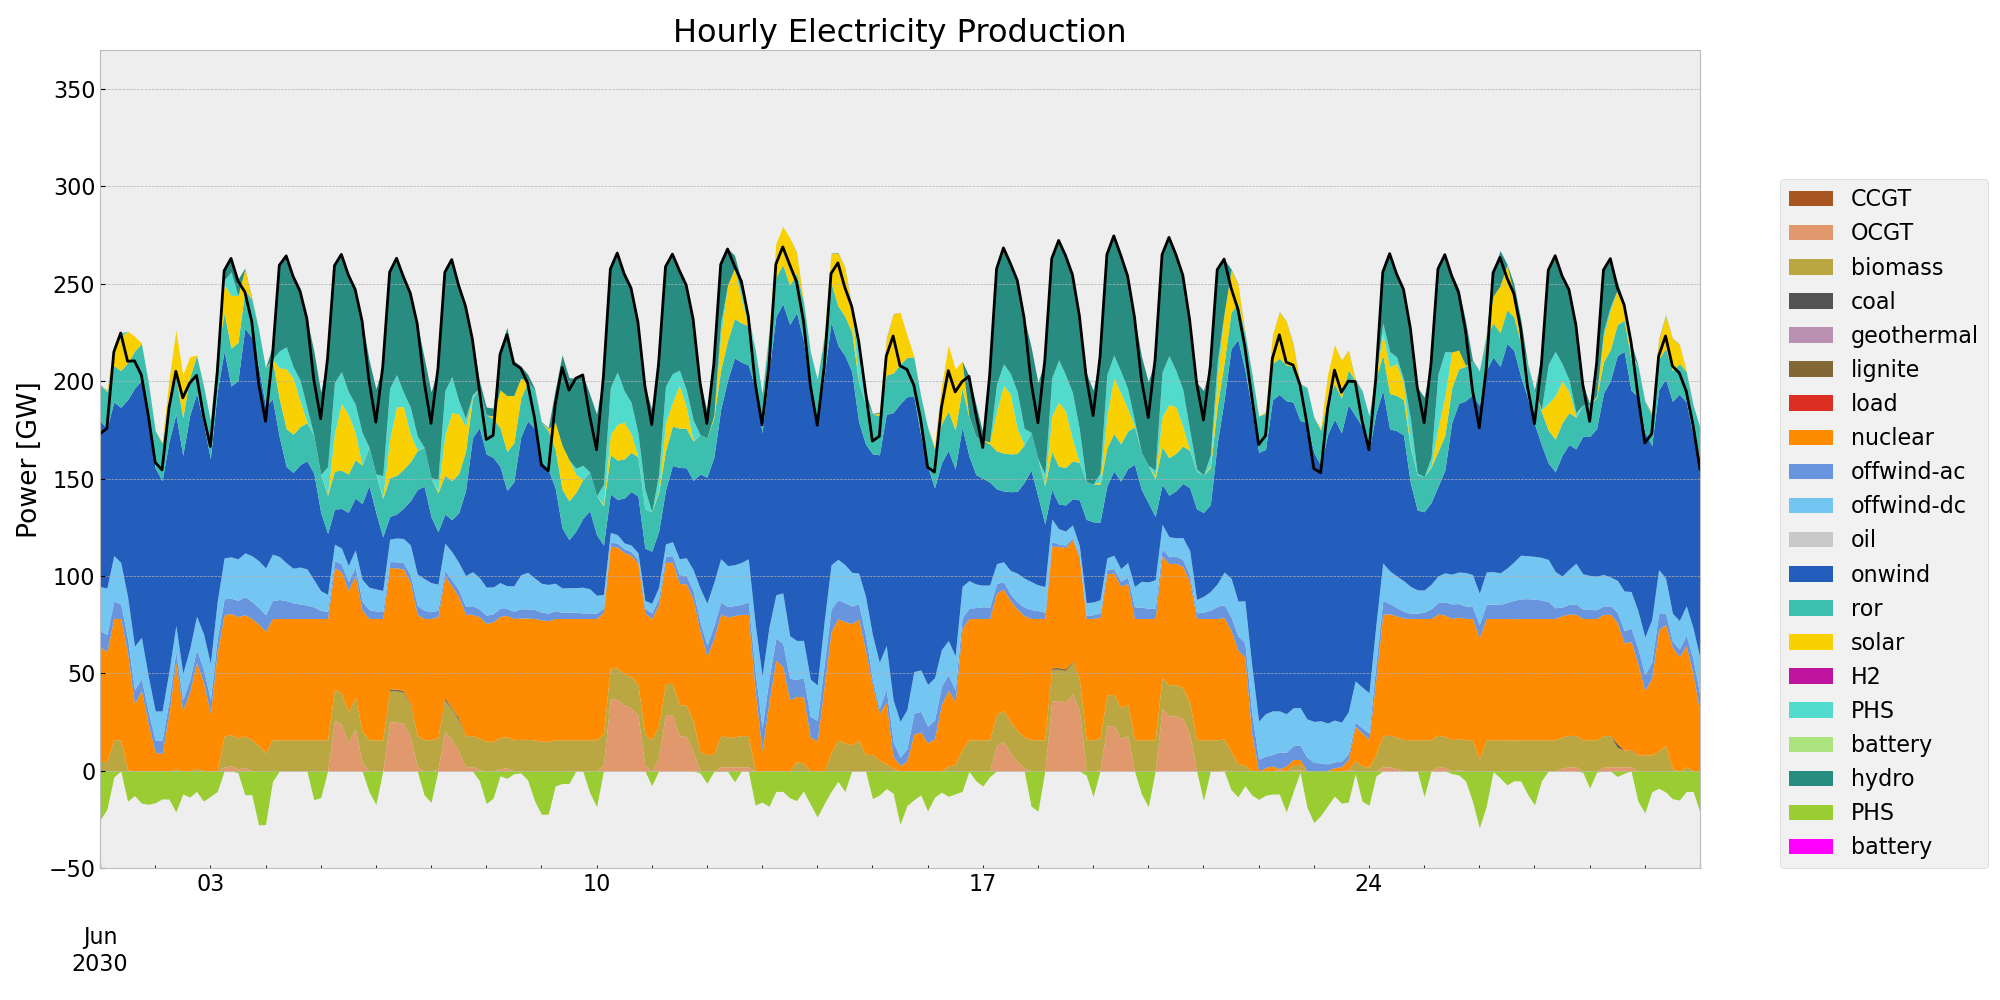 Hourly Electricity Production
Power [GW]
350
300
250
200
150
100
50
0
−50
03
10
17
24
Jun
2030
CCGT
OCGT
biomass
coal
geothermal
lignite
load
nuclear
offwind-ac
offwind-dc
oil
onwind
ror
solar
H2
PHS
battery
hydro
PHS
battery